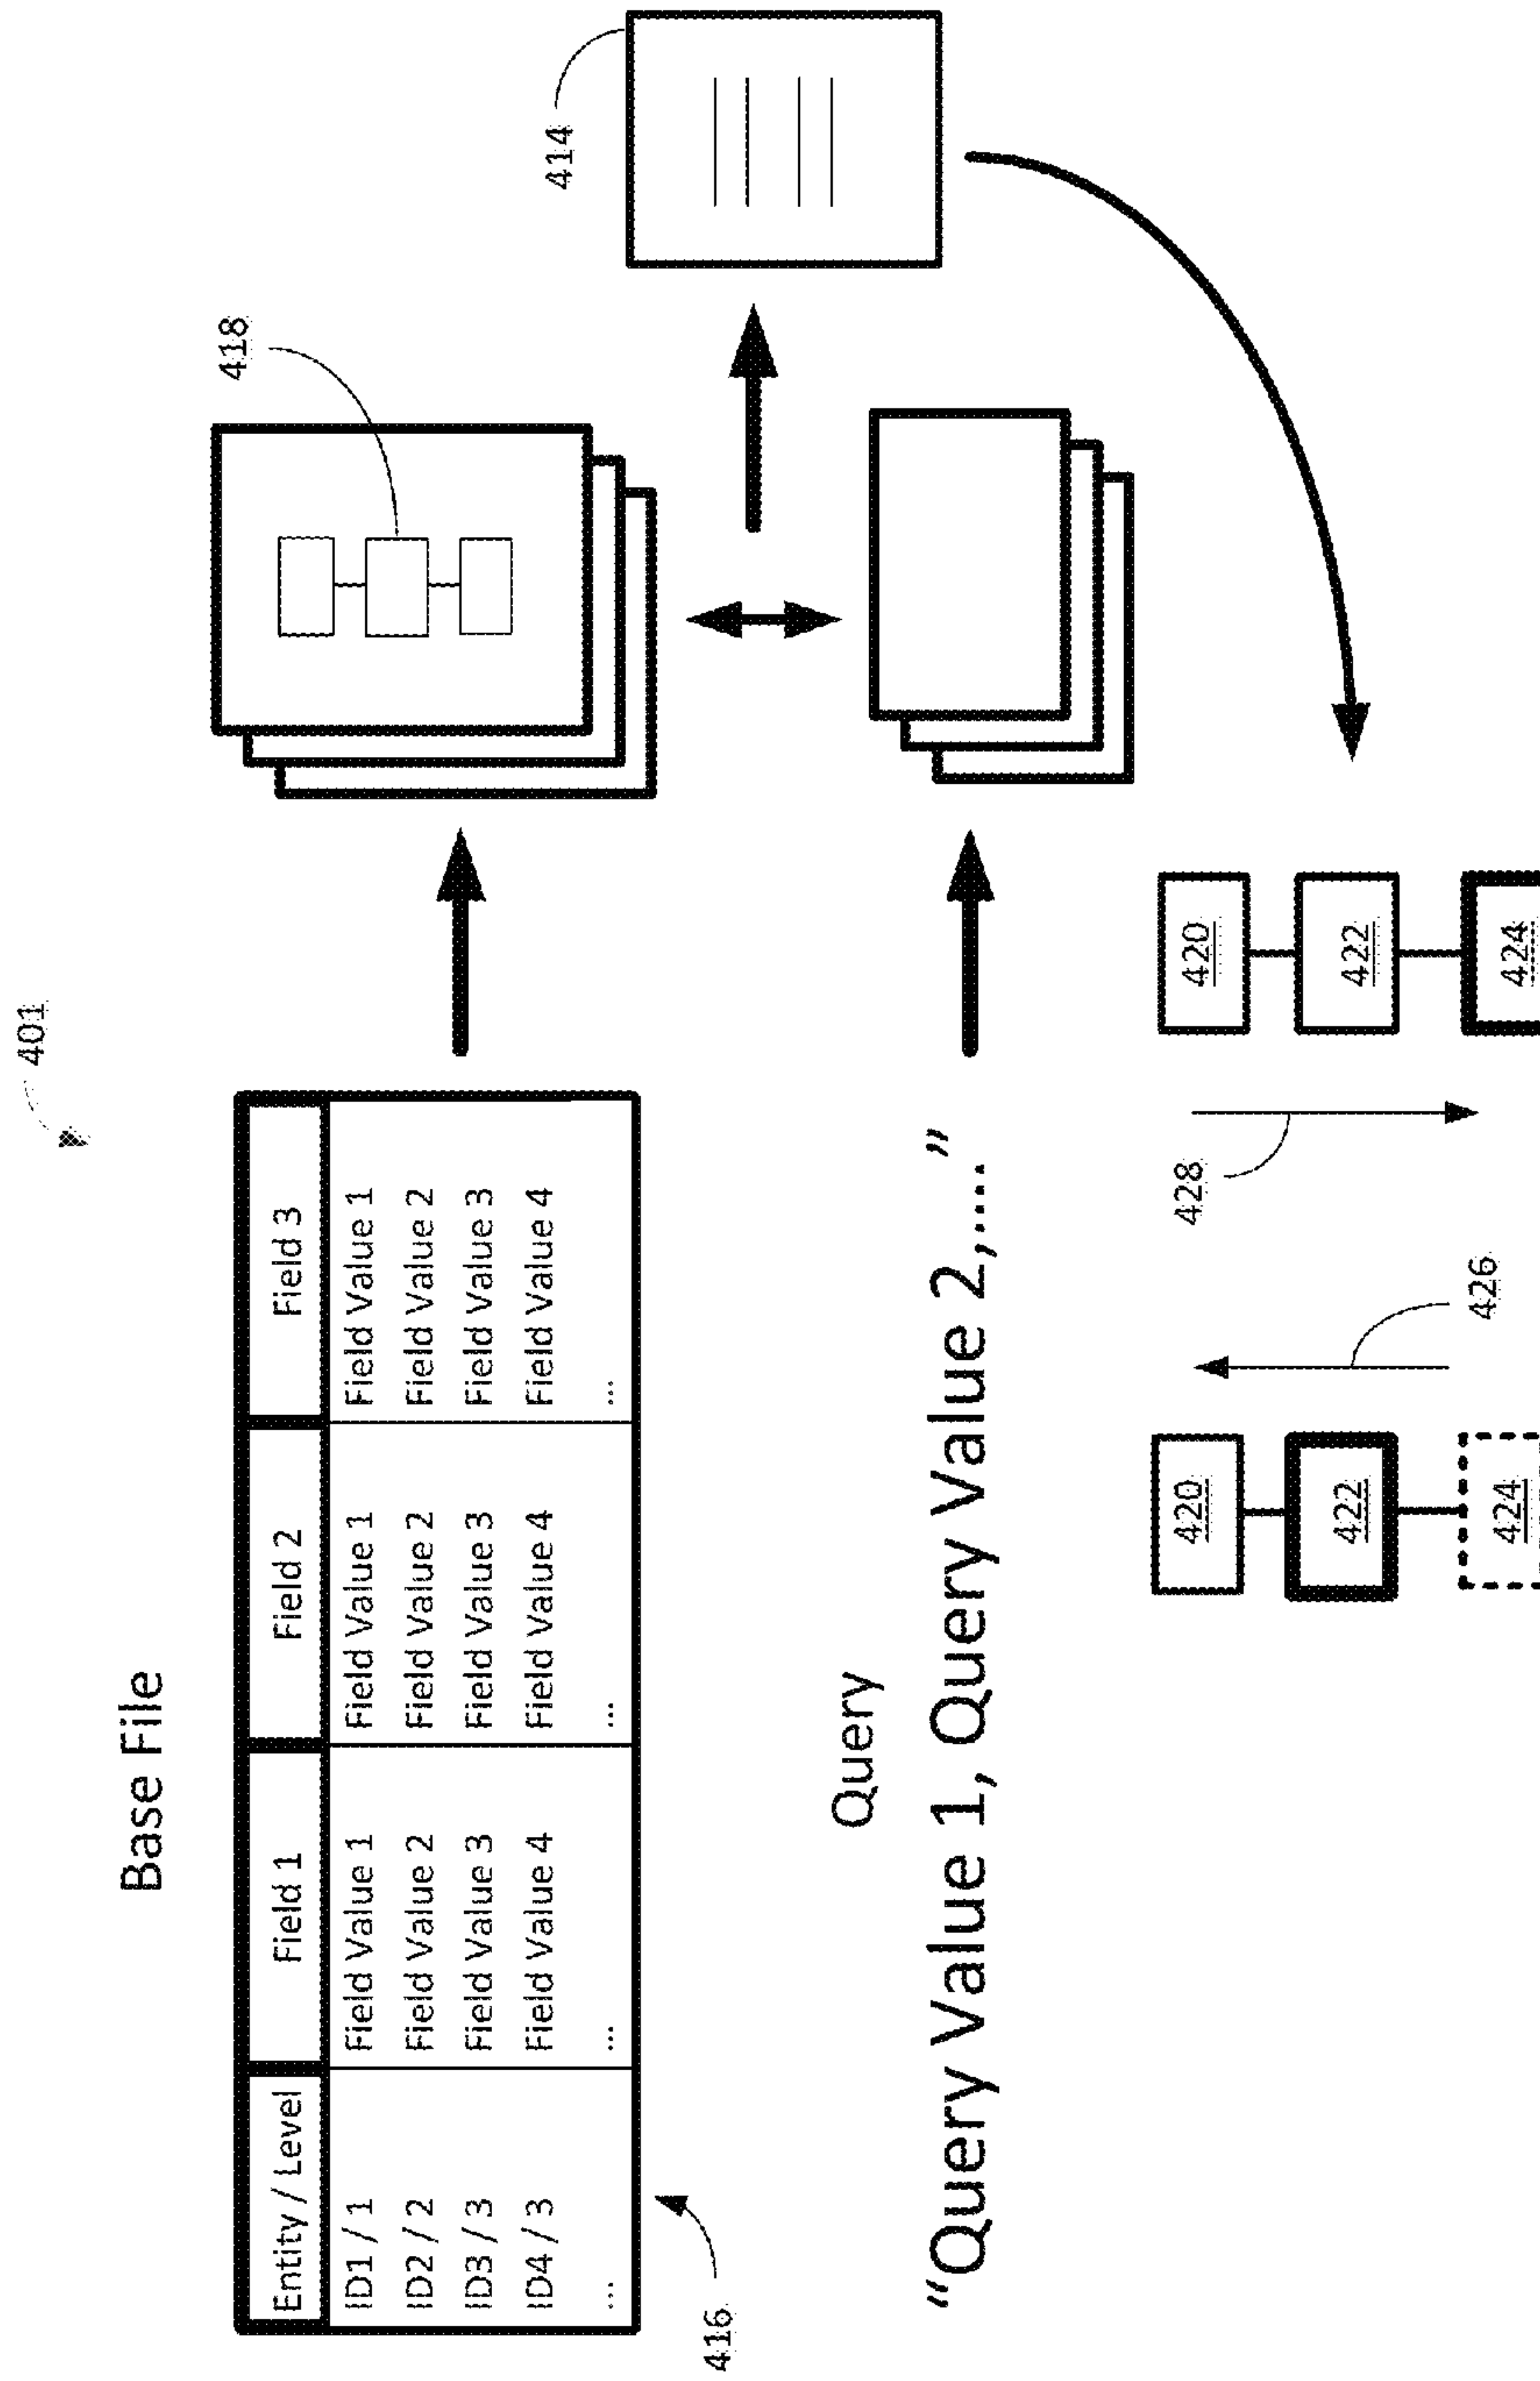 401
Base File
Entity / Level Field 1 Field 2 Field 3
ID1 / 1 Field Value 1 Field Value 1 Field Value 1
ID2 / 2 Field Value 2 Field Value 2 Field Value 2
ID3 / 3 Field Value 3 Field Value 3 Field Value 3
ID4 / 3 Field Value 4 Field Value 4 Field Value 4
... ... ... ...
416
418
414
Query
“Query Value 1, Query Value 2,....”
420
422
424
426
428
420
422
424